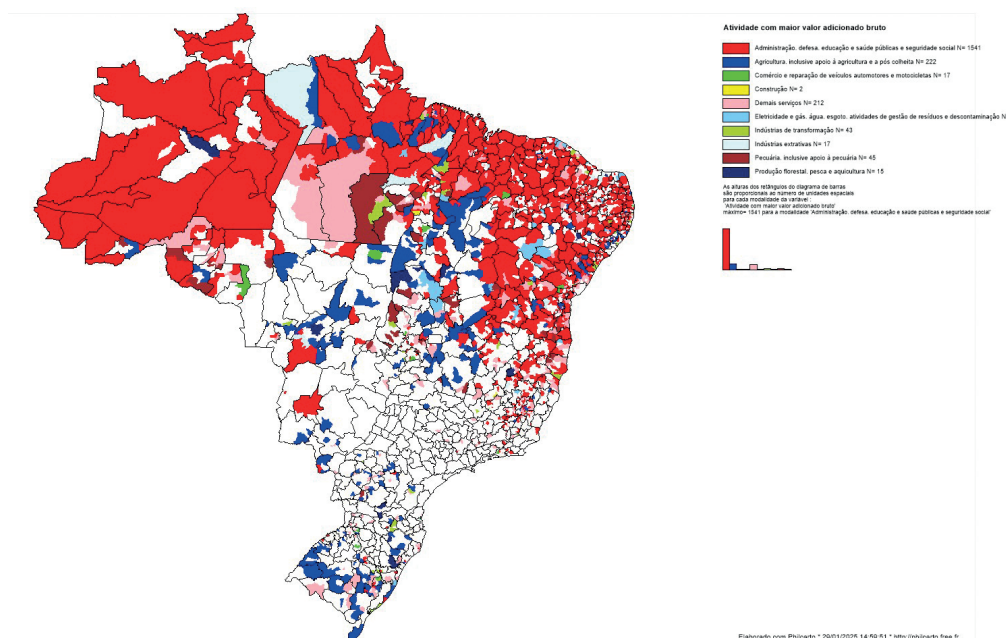 Atividade com maior valor adicionado bruto
Administração, defesa, educação e saúde públicas e seguridade social N= 1541
Agricultura, inclusive apoio à agricultura e a pós colheita N= 222
Comércio e reparação de veículos automotores e motocicletas N= 17
Construção N= 2
Demais serviços N= 212
Eletricidade e gás, água, esgoto, atividades de gestão de resíduos e descontaminação N
Indústrias de transformação N= 43
Indústrias extrativas N= 17
Pecuária, inclusive apoio à pecuária N= 45
Produção florestal, pesca e aquicultura N= 15
As alturas dos retângulos do diagrama de barras
são proporcionais ao número de unidades espaciais
para cada modalidade da variável :
'Atividade com maior valor adicionado bruto'
máximo= 1541 para a modalidade 'Administração, defesa, educação e saúde públicas e seguridade social'
Elaborado com Philcarto * 29/01/2025 14:59:51 * http://philcarto.free.fr